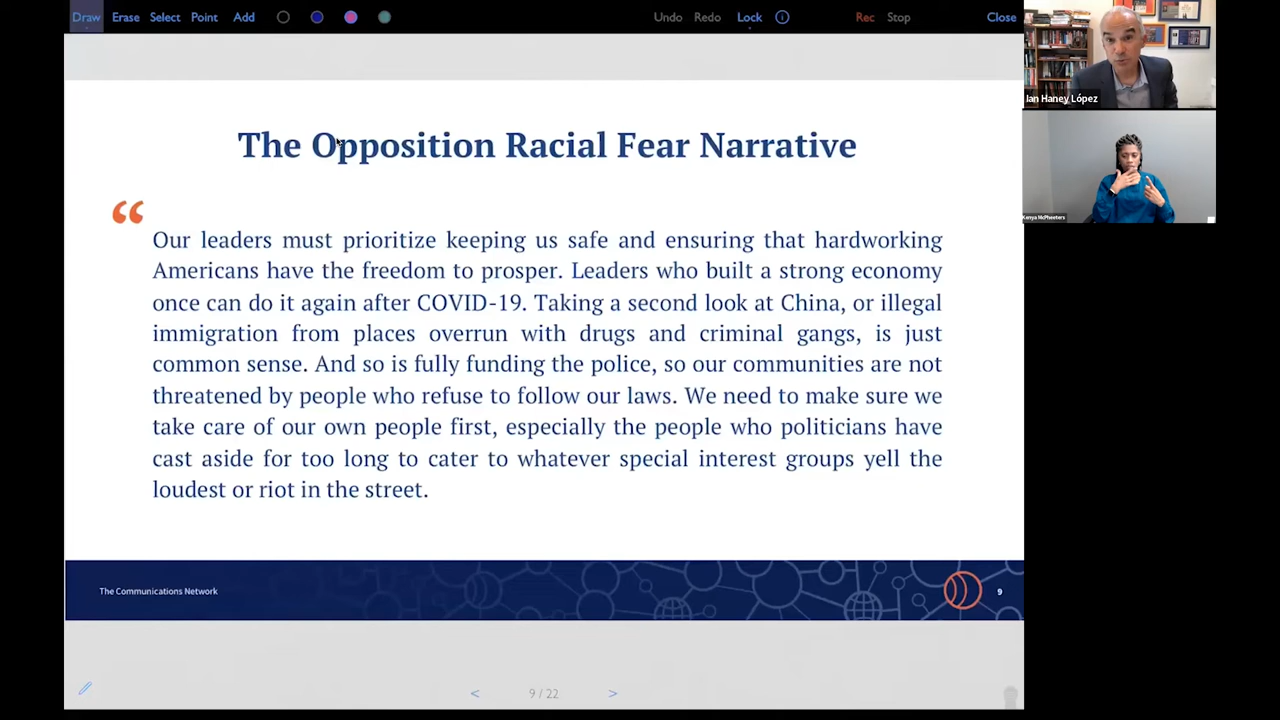 Draw Erase Select Point Add Undo Redo Lock Rec Stop Close
Ian Haney López
Kenya McPheeters
The Opposition Racial Fear Narrative
“
Our leaders must prioritize keeping us safe and ensuring that hardworking
Americans have the freedom to prosper. Leaders who built a strong economy
once can do it again after COVID-19. Taking a second look at China, or illegal
immigration from places overrun with drugs and criminal gangs, is just
common sense. And so is fully funding the police, so our communities are not
threatened by people who refuse to follow our laws. We need to make sure we
take care of our own people first, especially the people who politicians have
cast aside for too long to cater to whatever special interest groups yell the
loudest or riot in the street.
The Communications Network
9
< 9 / 22 >